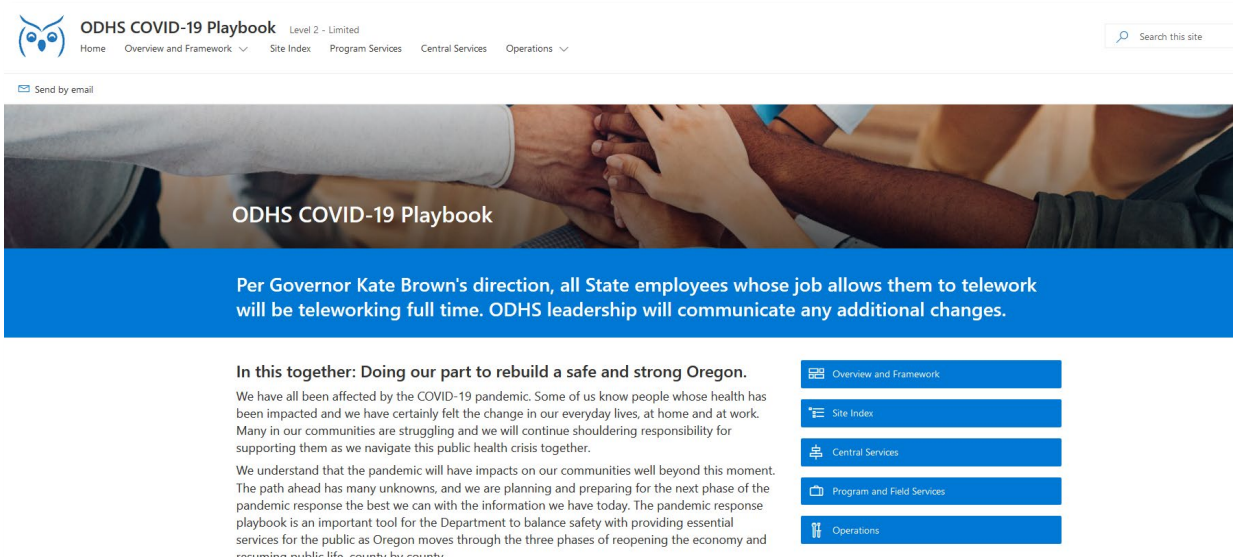 ODHS COVID-19 Playbook Level 2 - Limited
Home Overview and Framework Site Index Program Services Central Services Operations
Search this site
Send by email
ODHS COVID-19 Playbook
Per Governor Kate Brown's direction, all State employees whose job allows them to telework
will be teleworking full time. ODHS leadership will communicate any additional changes.
In this together: Doing our part to rebuild a safe and strong Oregon.
We have all been affected by the COVID-19 pandemic. Some of us know people whose health has
been impacted and we have certainly felt the change in our everyday lives, at home and at work.
Many in our communities are struggling and we will continue shouldering responsibility for
supporting them as we navigate this public health crisis together.
We understand that the pandemic will have impacts on our communities well beyond this moment.
The path ahead has many unknowns, and we are planning and preparing for the next phase of the
pandemic response the best we can with the information we have today. The pandemic response
playbook is an important tool for the Department to balance safety with providing essential
services for the public as Oregon moves through the three phases of reopening the economy and
resuming public life, county by county.
Overview and Framework
Site Index
Central Services
Program and Field Services
Operations